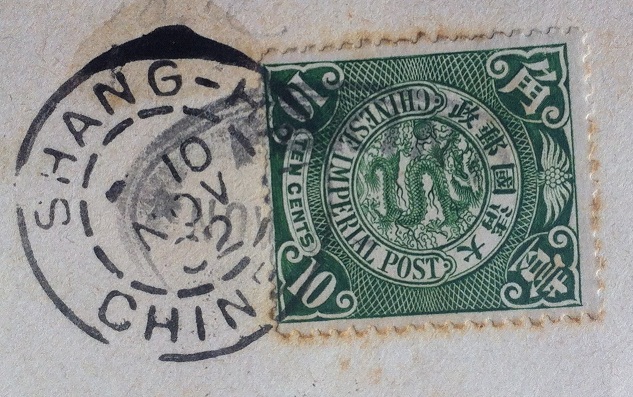 SHANG-
10
CHIN
10
TEN CENTS
10
CHINESE IMPERIAL POST
大清國郵政
角
壹